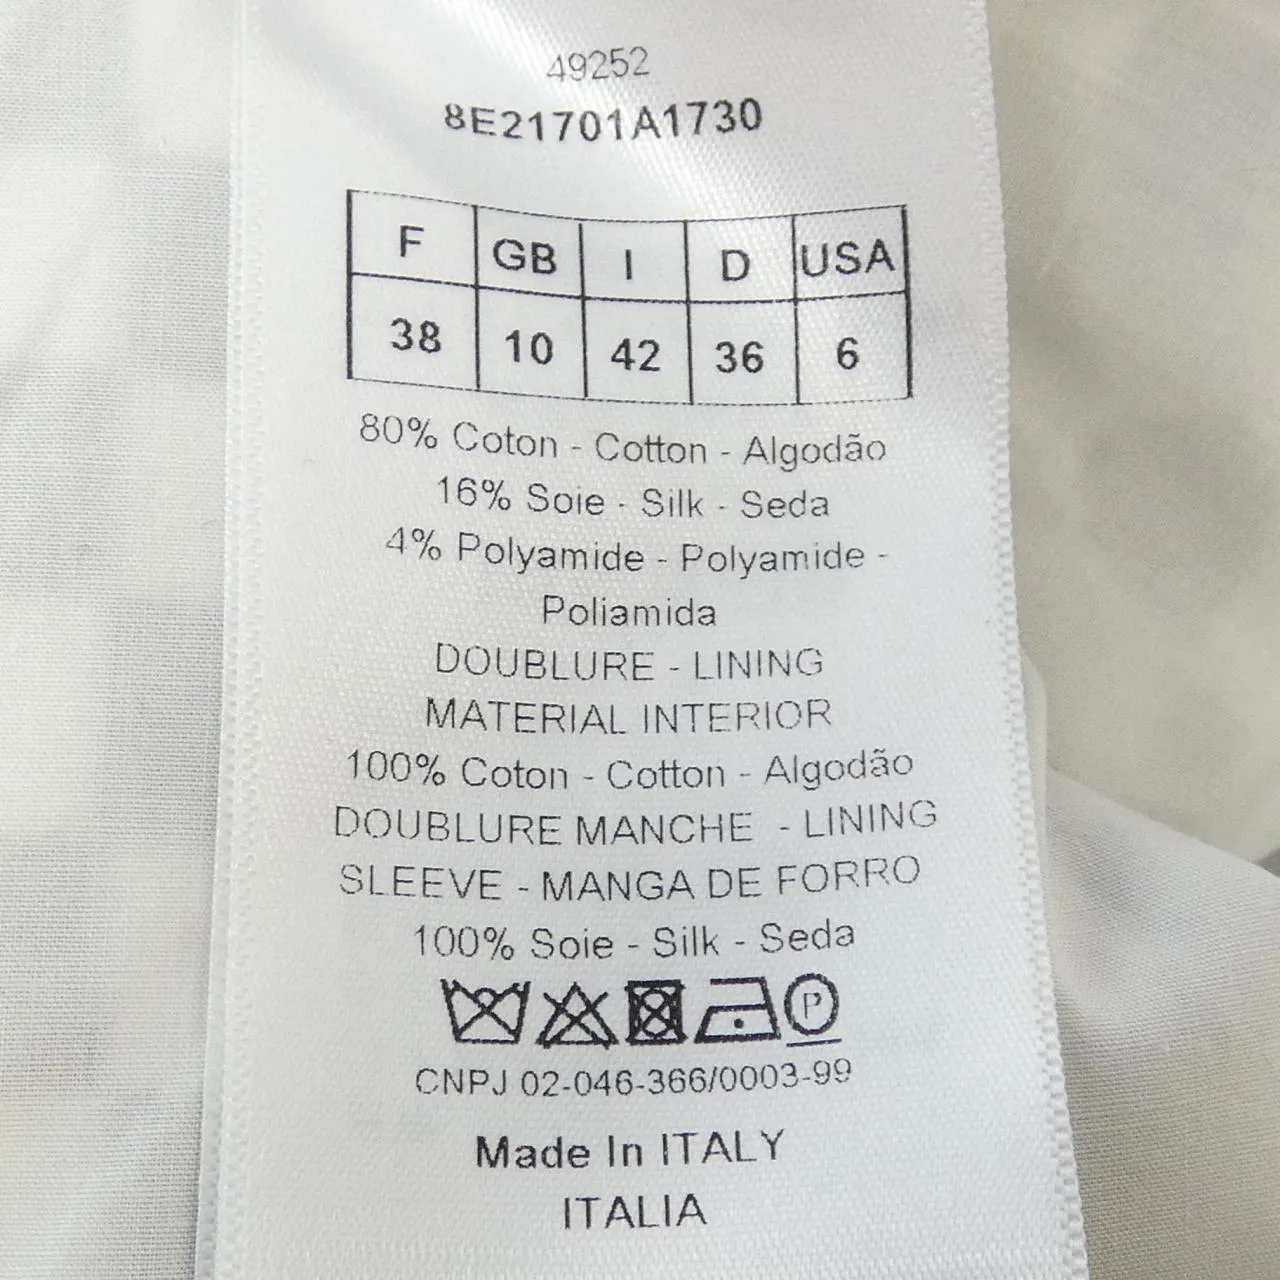 49252
8E21701A1730
F GB I D USA
38 10 42 36 6
80% Coton - Cotton - Algodão
16% Soie - Silk - Seda
4% Polyamide - Polyamide -
Poliamida
DOUBLURE - LINING
MATERIAL INTERIOR
100% Coton - Cotton - Algodão
DOUBLURE MANCHE - LINING
SLEEVE - MANGA DE FORRO
100% Soie - Silk - Seda
P
CNPJ 02-046-366/0003-99
Made In ITALY
ITALIA